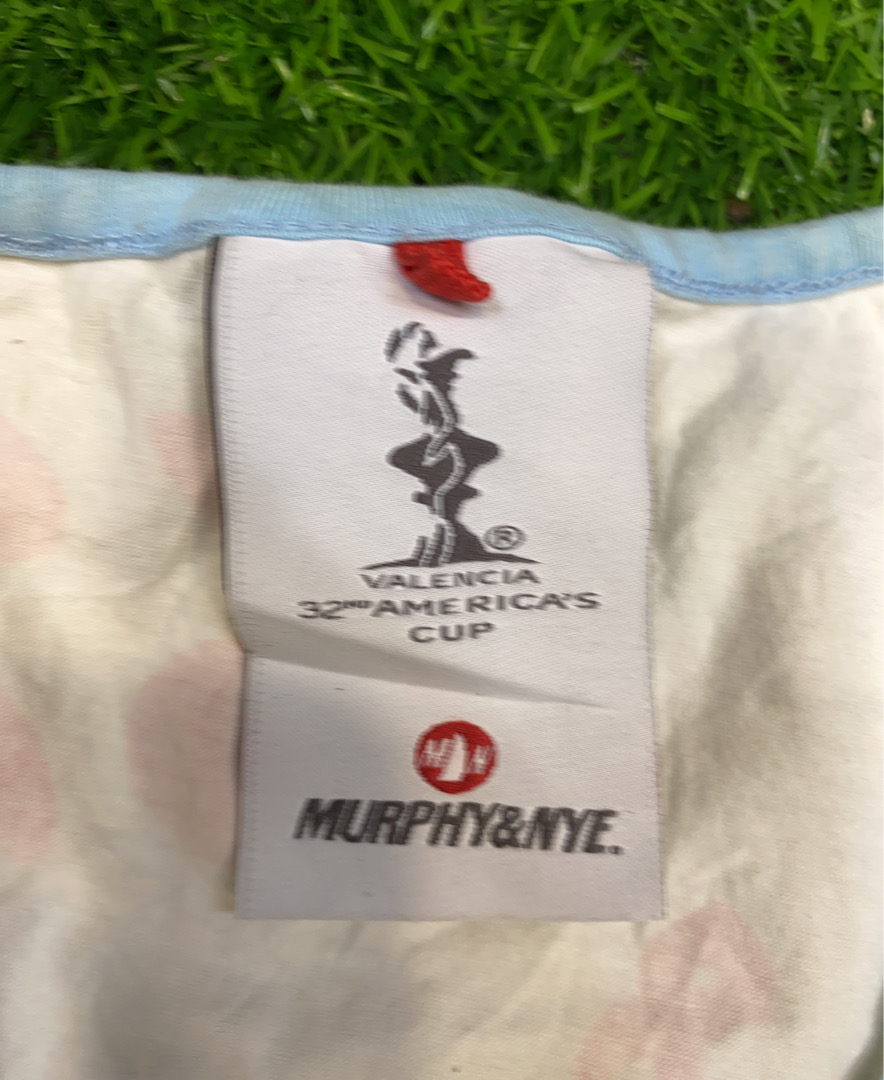 ®
VALENCIA
32ND AMERICA'S
CUP
M N
MURPHY&NYE.